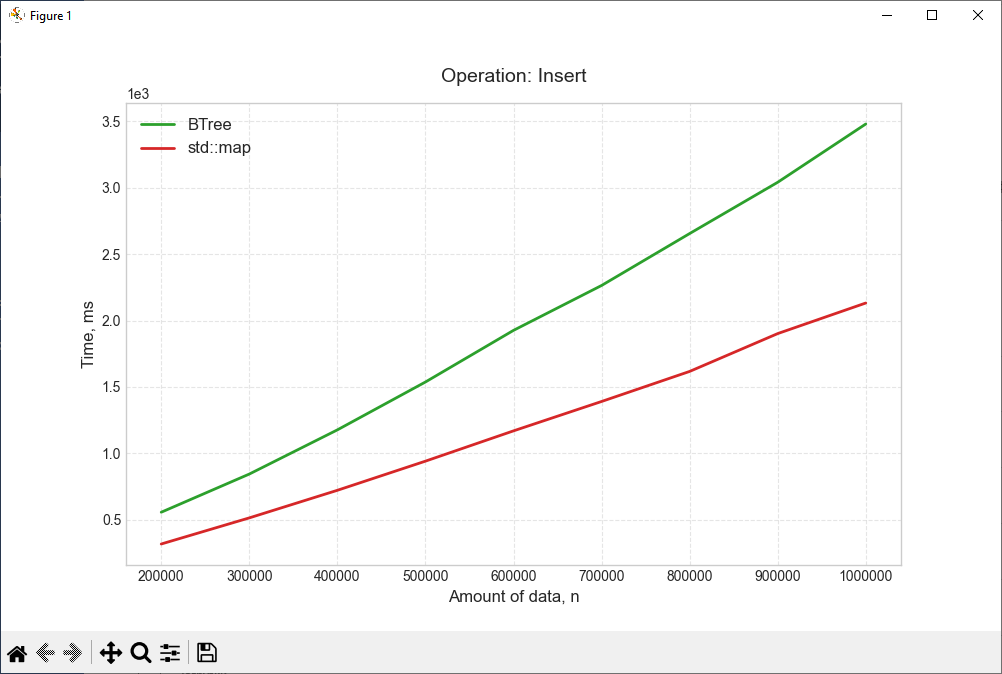 Figure 1
Operation: Insert
1e3
BTree
std::map
3.5
3.0
2.5
2.0
1.5
1.0
0.5
Time, ms
200000 300000 400000 500000 600000 700000 800000 900000 1000000
Amount of data, n